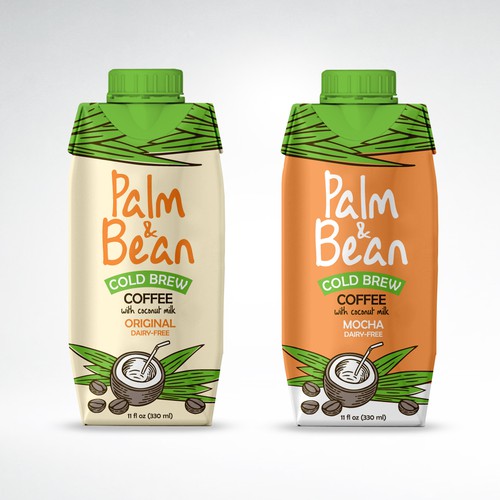 Palm
&
Bean
COLD BREW
COFFEE
with coconut milk
ORIGINAL
DAIRY-FREE
11 fl oz (330 ml)
Palm
&
Bean
COLD BREW
COFFEE
with coconut milk
MOCHA
DAIRY-FREE
11 fl oz (330 ml)